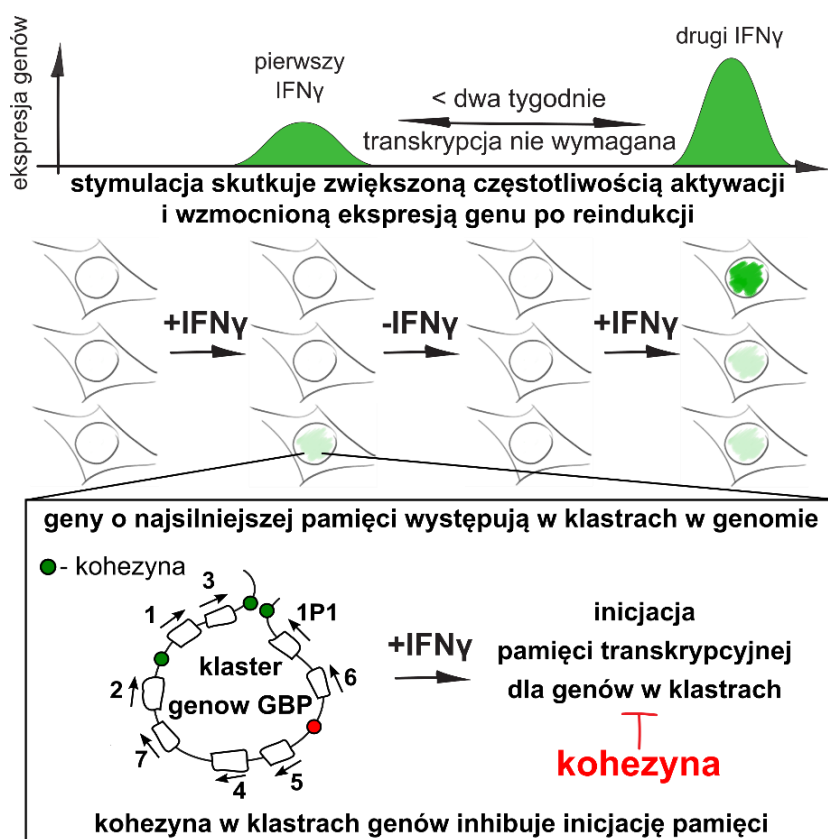 ekspresja genów
pierwszy
IFNγ
drugi IFNγ
< dwa tygodnie
transkrypcja nie wymagana
stymulacja skutkuje zwiększoną częstotliwością aktywacji
i wzmocnioną ekspresją genu po reindukcji
+IFNγ
-IFNγ
+IFNγ
geny o najsilniejszej pamięci występują w klastrach w genomie
- kohezyna
3
1
1P1
2
6
7
4
5
klaster
genow GBP
+IFNγ
inicjacja
pamięci transkrypcyjnej
dla genów w klastrach
kohezyna
kohezyna w klastrach genów inhibuje inicjację pamięci